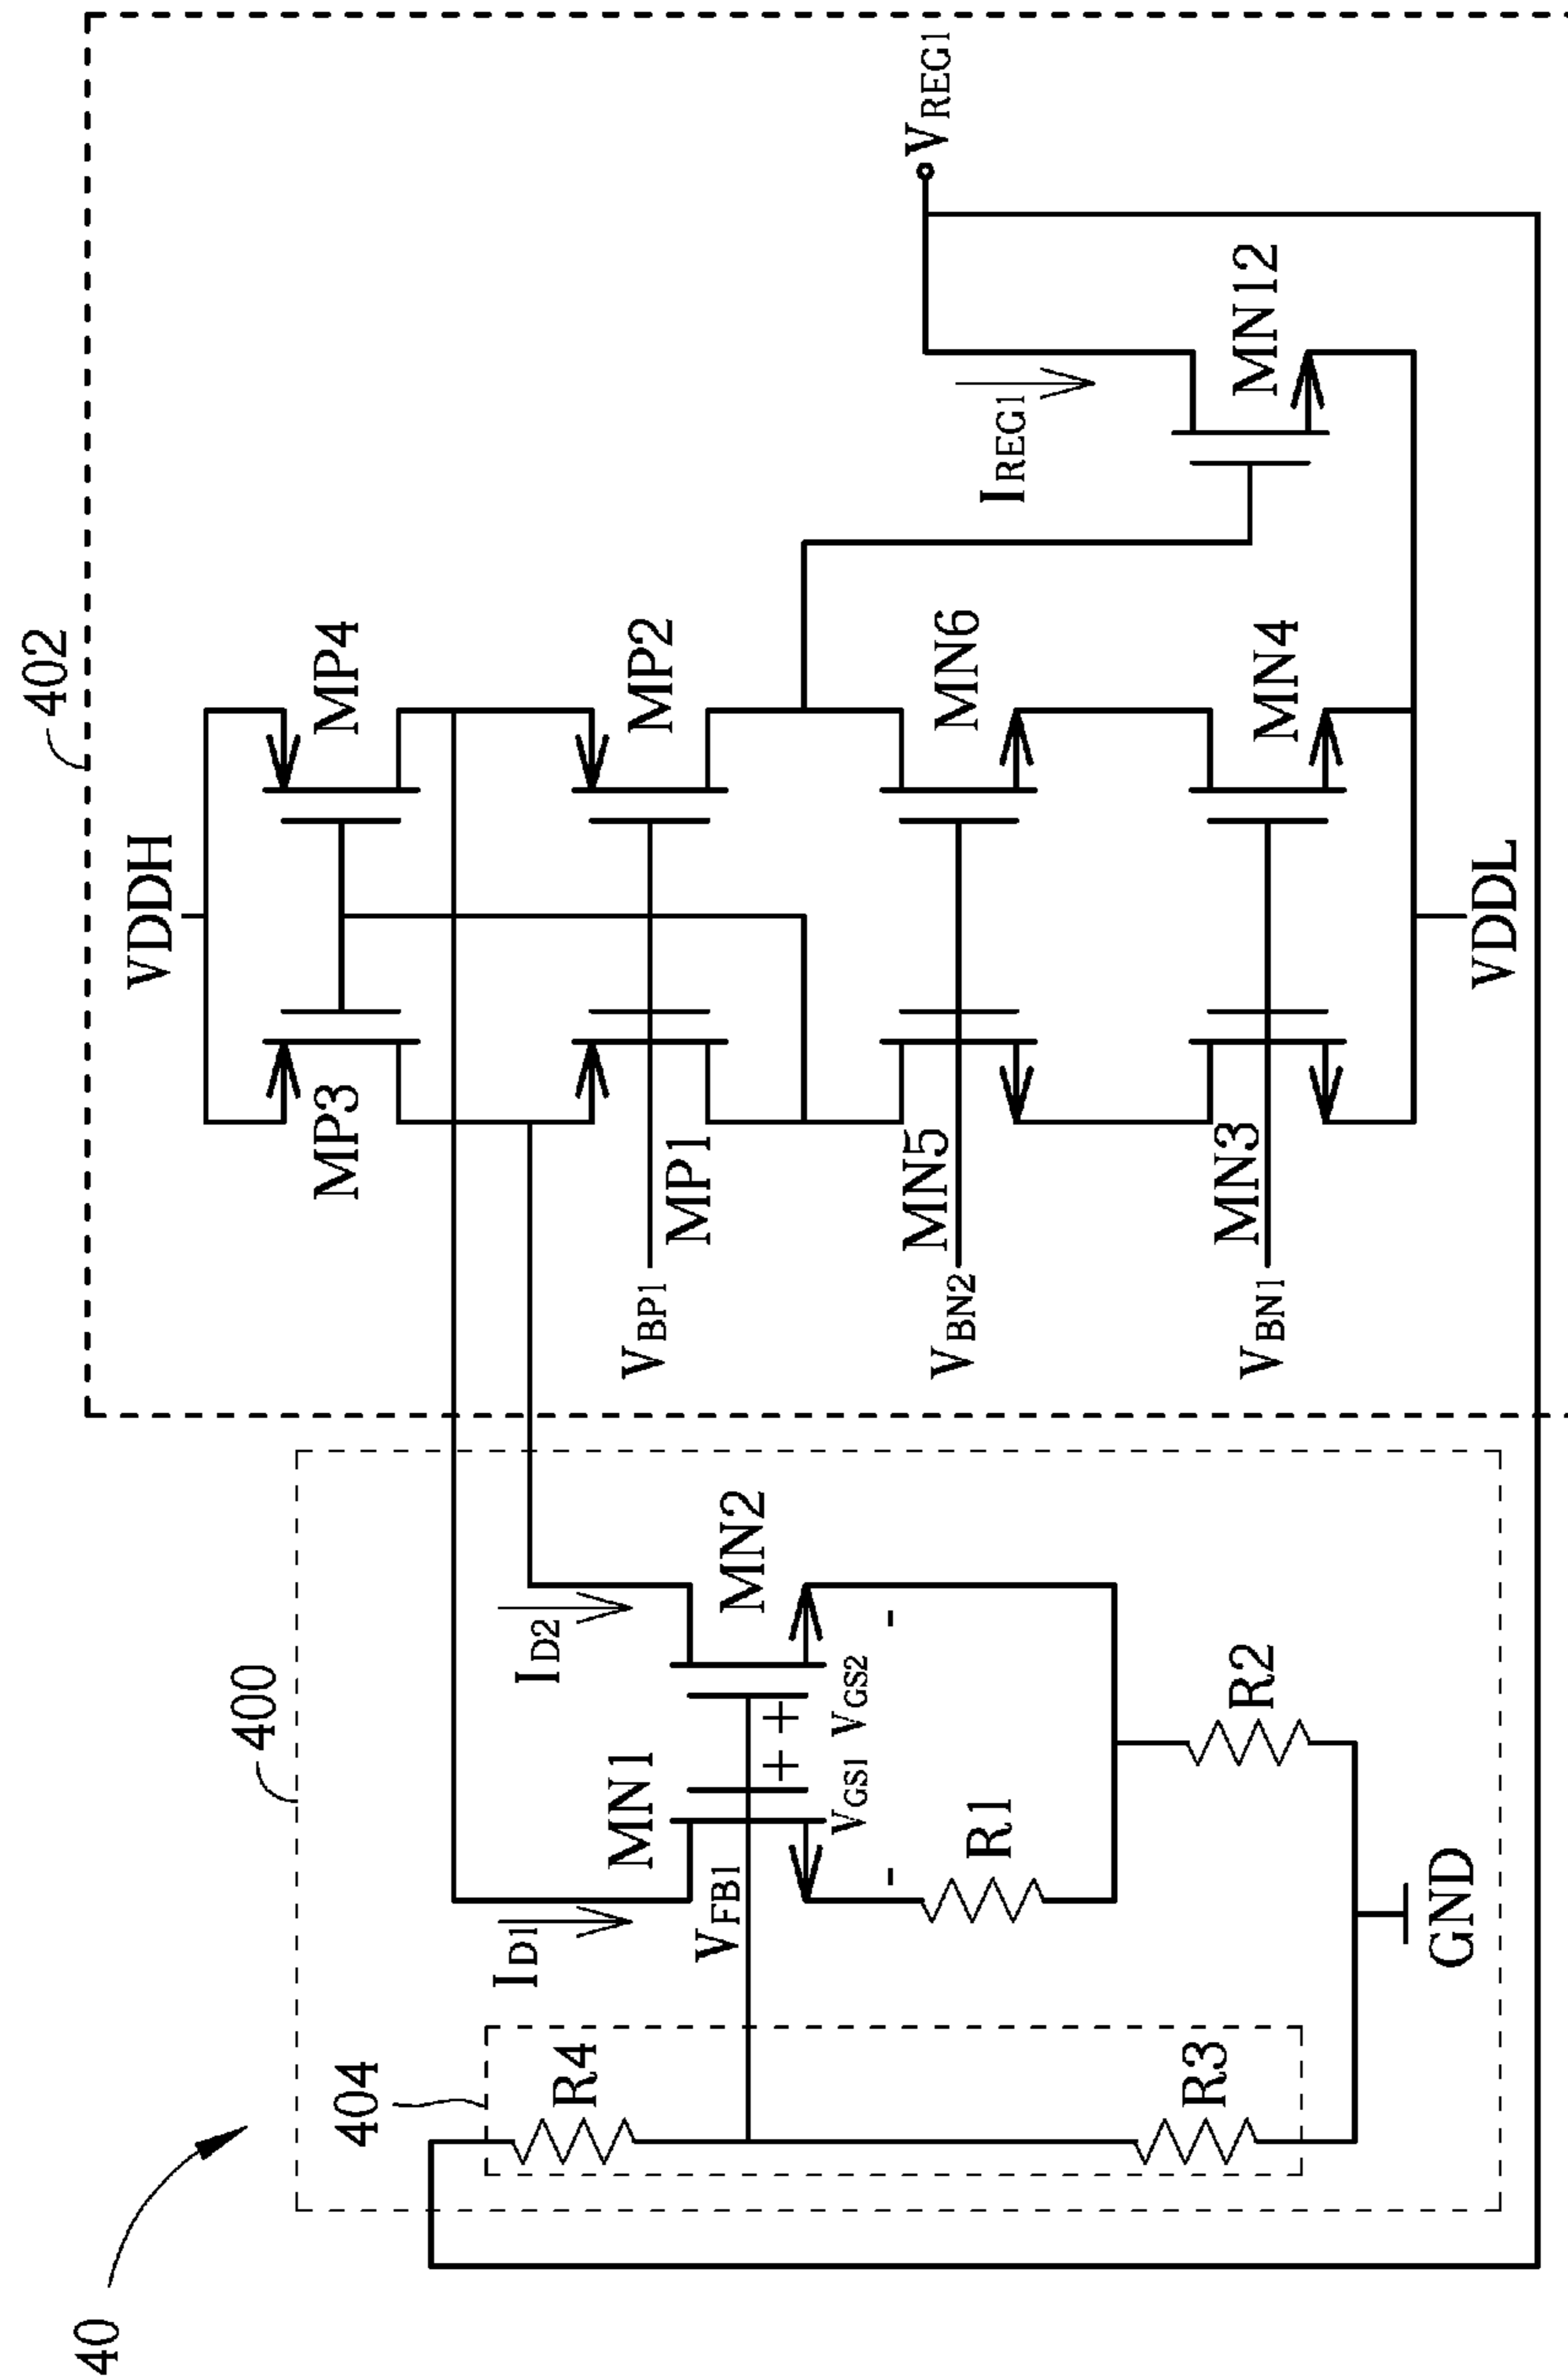 40
400
402
404
VDDH
MP3
MP4
MP1
MP2
VBP1
MN5
MN6
VBN2
MN3
MN4
VBN1
VDDL
IREG1
MN12
VREG1
ID1
ID2
MN1
MN2
VFB1
+ +
VGS1 VGS2
- -
R4
R1
R3
R2
GND